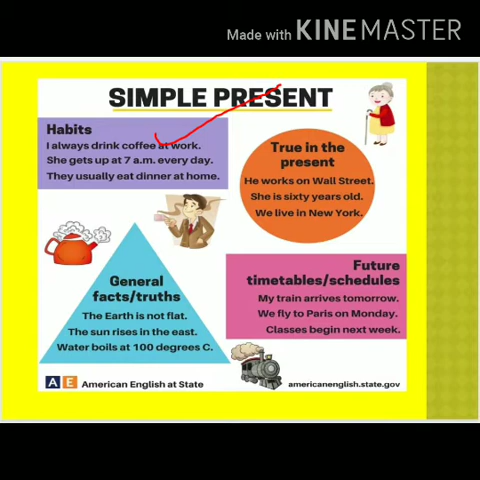 Made with KINEMASTER
SIMPLE PRESENT
Habits
I always drink coffee at work.
She gets up at 7 a.m. every day.
They usually eat dinner at home.
True in the
present
He works on Wall Street.
She is sixty years old.
We live in New York.
General
facts/truths
The Earth is not flat.
The sun rises in the east.
Water boils at 100 degrees C.
Future
timetables/schedules
My train arrives tomorrow.
We fly to Paris on Monday.
Classes begin next week.
A E American English at State
americanenglish.state.gov